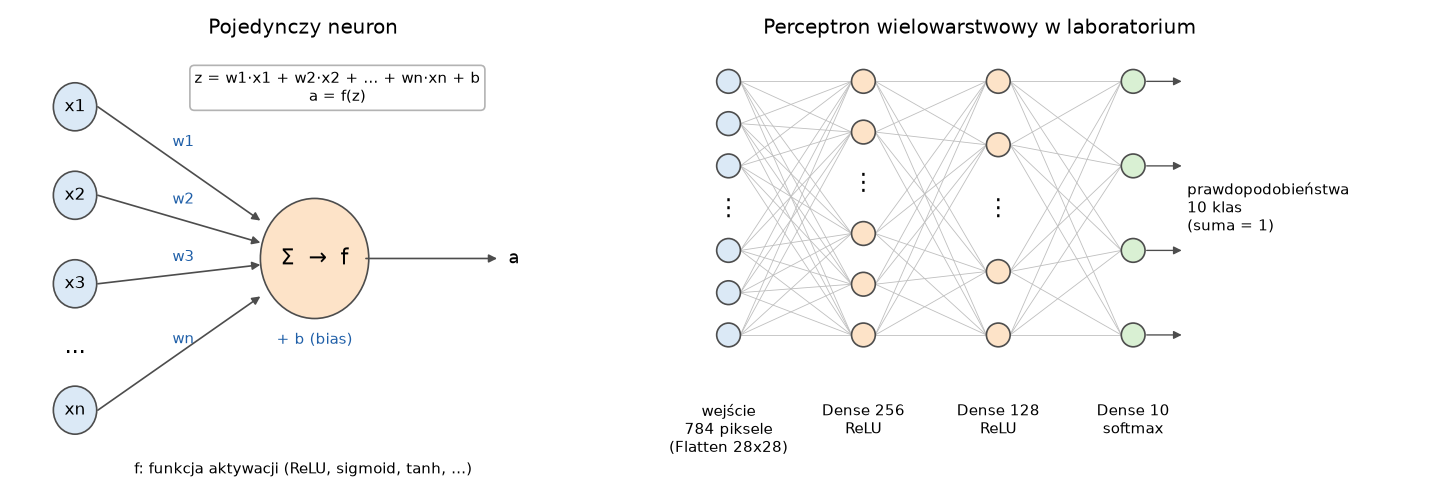 Pojedynczy neuron
z = w1·x1 + w2·x2 + ... + wn·xn + b
a = f(z)
x1
x2
x3
...
xn
w1
w2
w3
wn
Σ → f
+ b (bias)
a
f: funkcja aktywacji (ReLU, sigmoid, tanh, ...)
Perceptron wielowarstwowy w laboratorium
⋮
⋮
⋮
prawdopodobieństwa
10 klas
(suma = 1)
wejście
784 piksele
(Flatten 28x28)
Dense 256
ReLU
Dense 128
ReLU
Dense 10
softmax